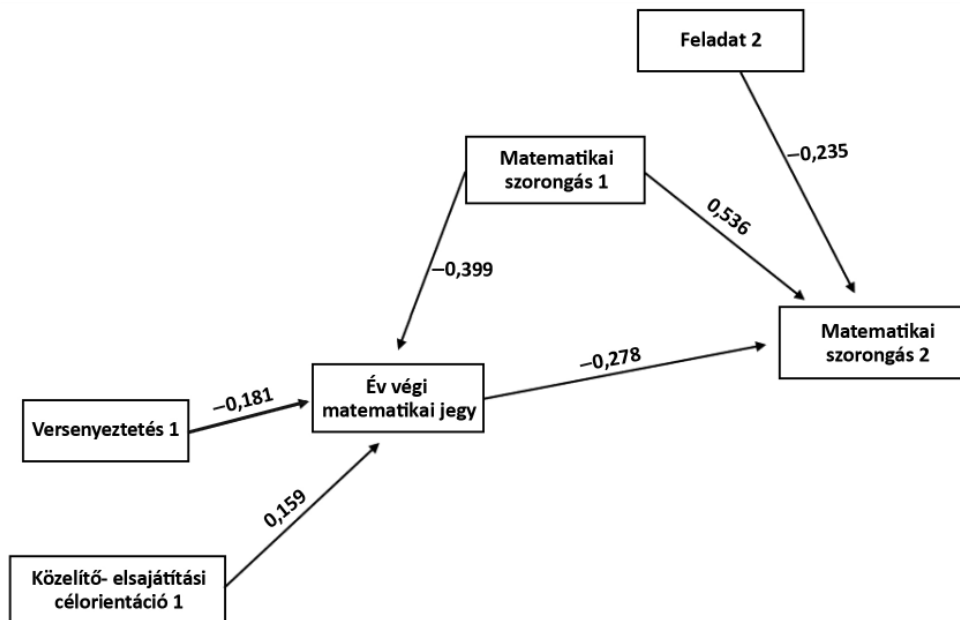 Feladat 2
−0,235
Matematikai
szorongás 1
0,536
−0,399
Matematikai
szorongás 2
−0,278
Év végi
matematikai jegy
−0,181
Versenyeztetés 1
0,159
Közelítő- elsajátítási
célorientáció 1